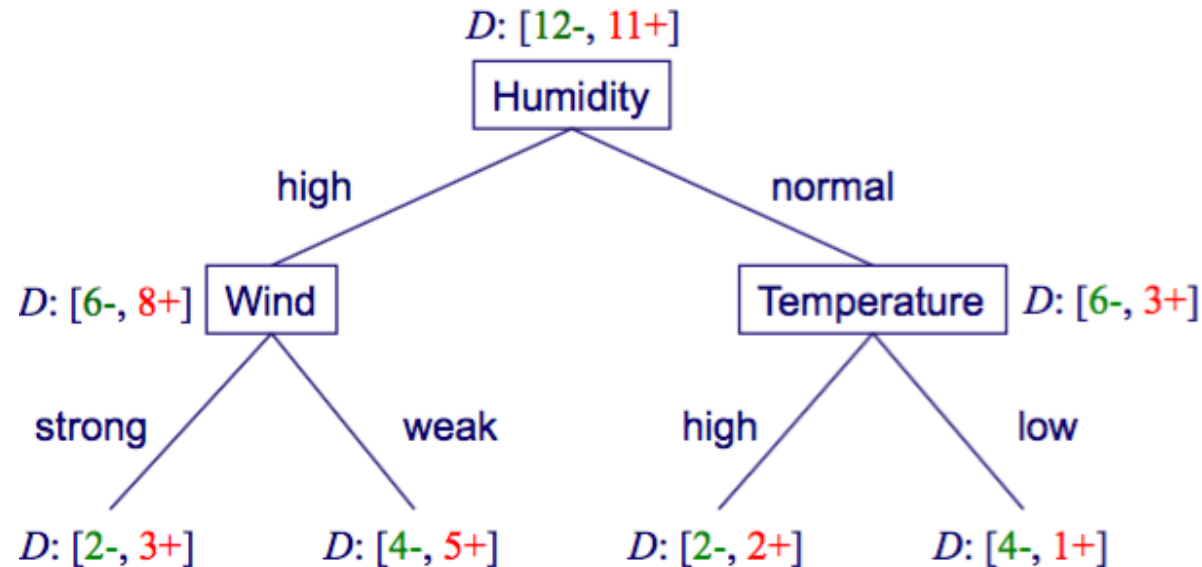 D: [12-, 11+]
Humidity
high normal
D: [6-, 8+] Wind Temperature D: [6-, 3+]
strong weak high low
D: [2-, 3+] D: [4-, 5+] D: [2-, 2+] D: [4-, 1+]